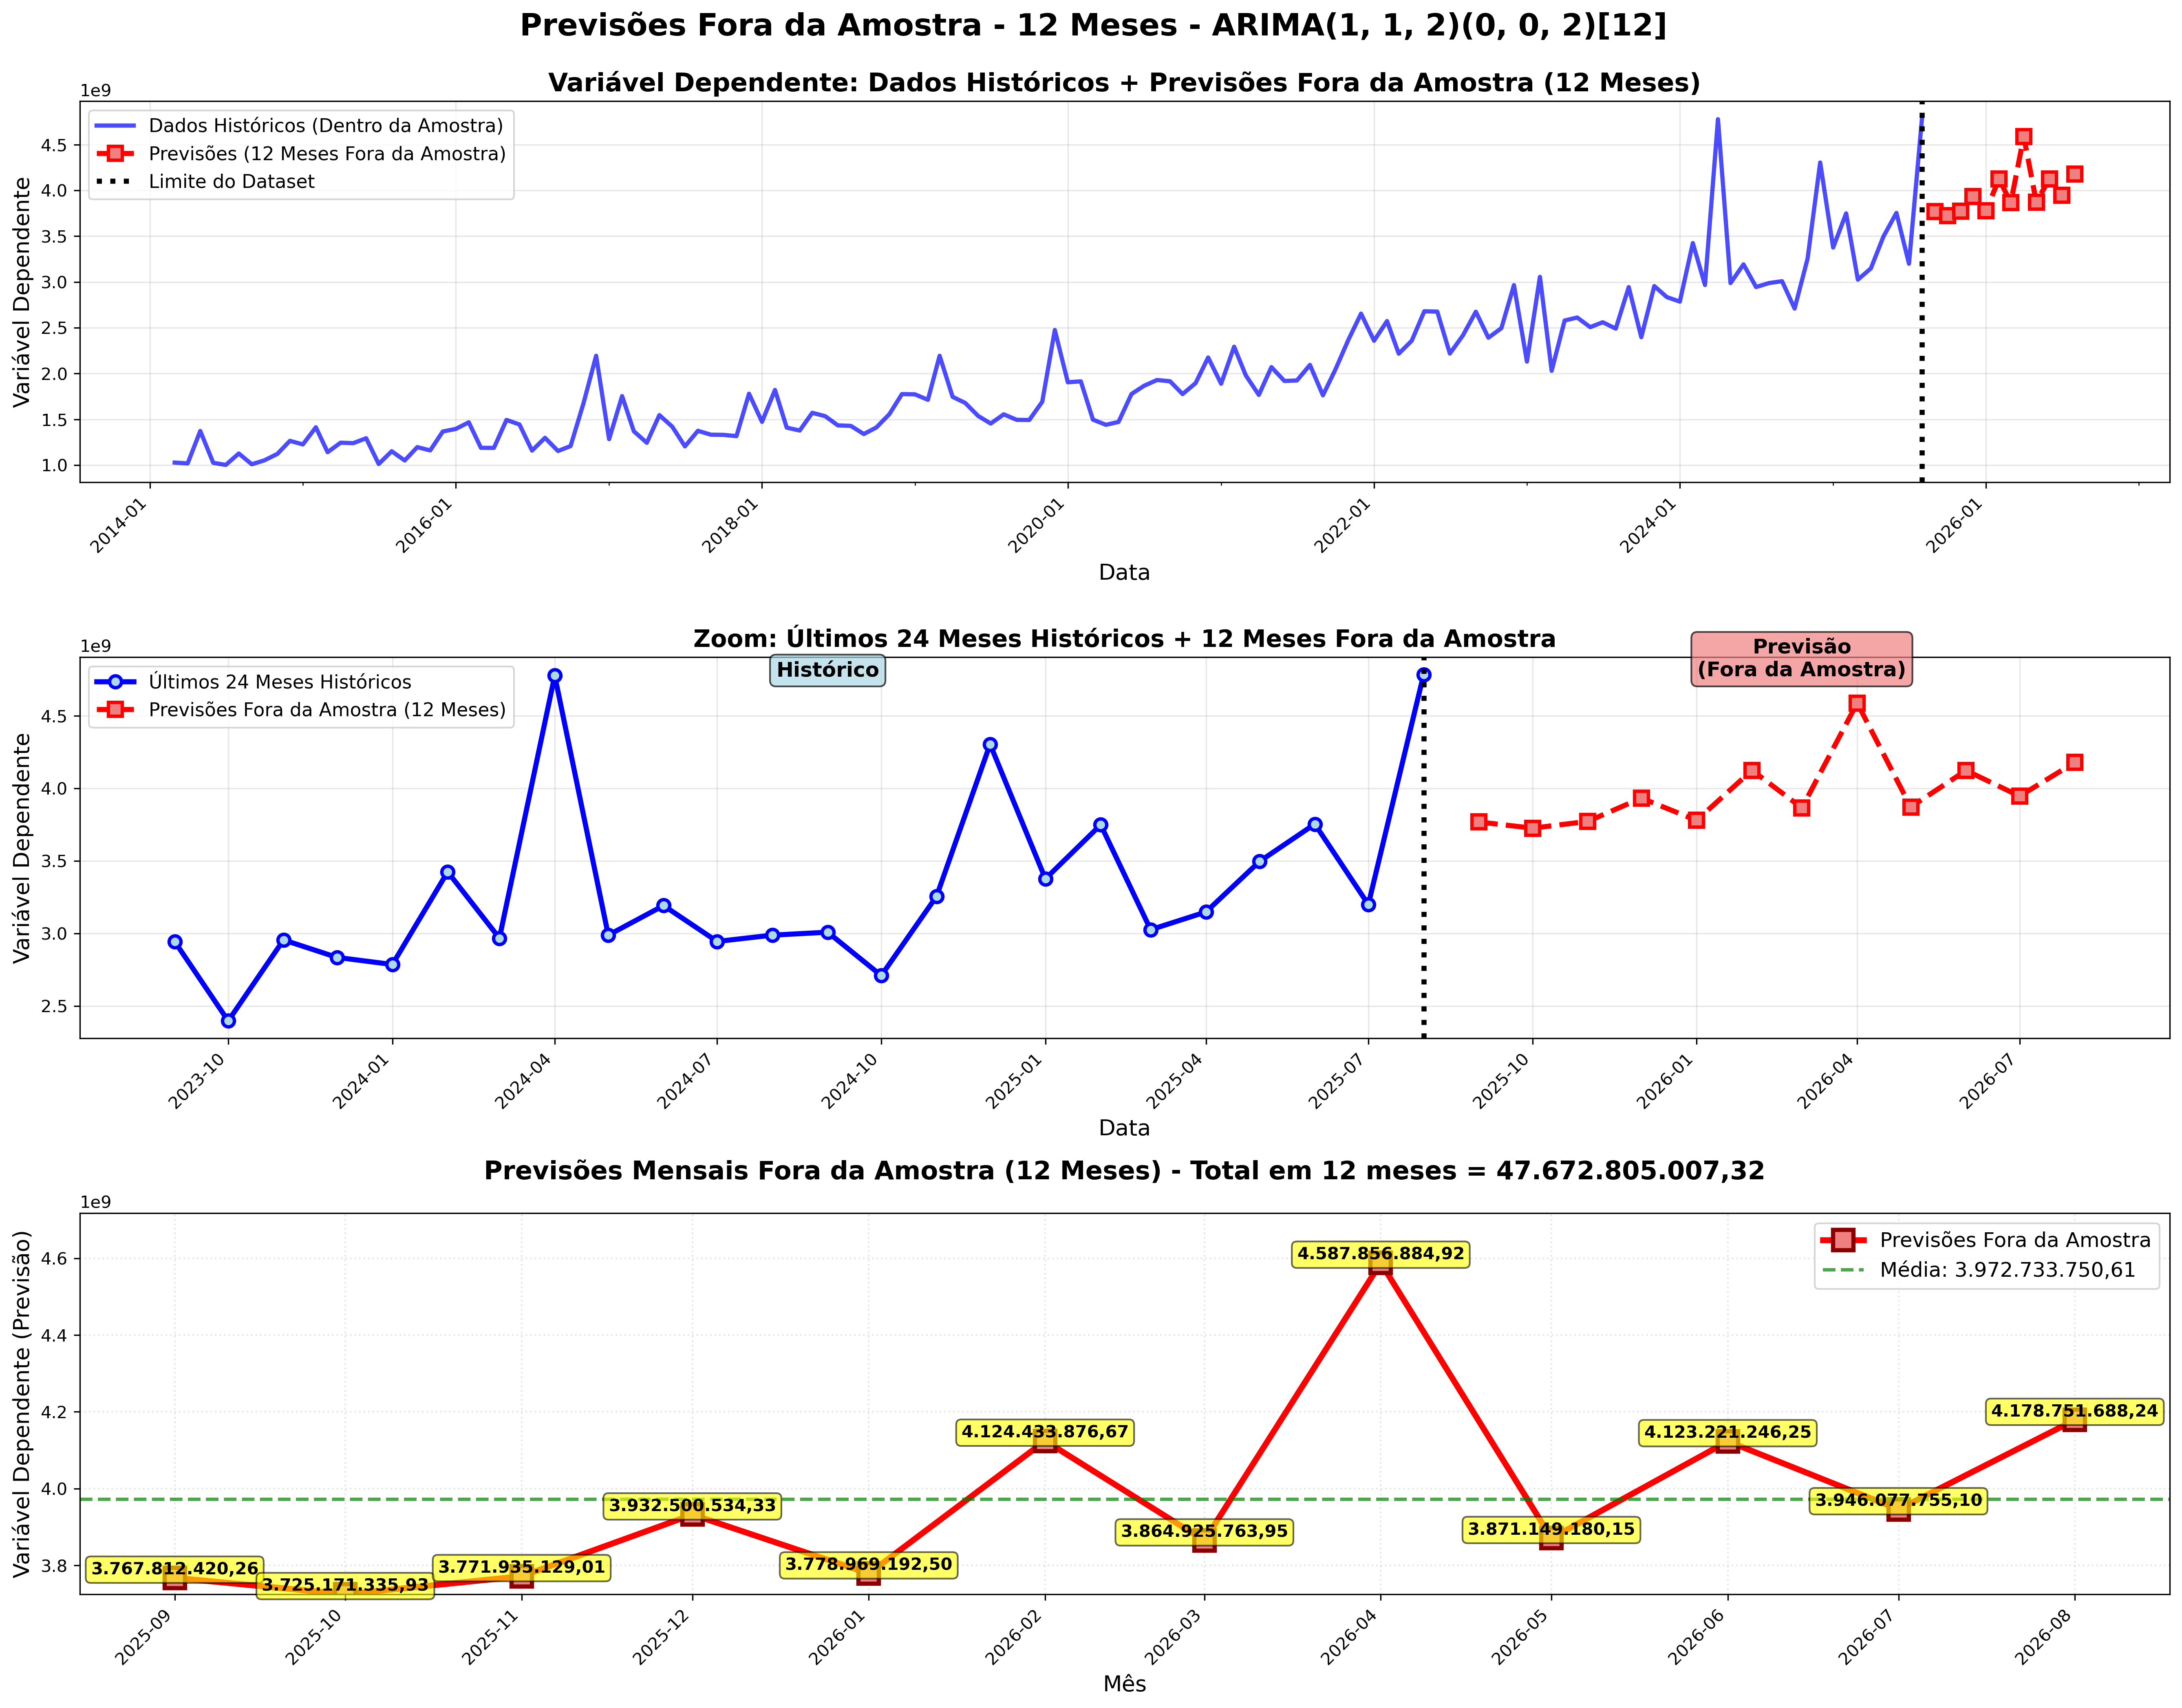 Previsões Fora da Amostra - 12 Meses - ARIMA(1, 1, 2)(0, 0, 2)[12]
Variável Dependente: Dados Históricos + Previsões Fora da Amostra (12 Meses)
1e9
Dados Históricos (Dentro da Amostra)
Previsões (12 Meses Fora da Amostra)
Limite do Dataset
Variável Dependente
4.5
4.0
3.5
3.0
2.5
2.0
1.5
1.0
2014-01
2016-01
2018-01
2020-01
2022-01
2024-01
2026-01
Data
Zoom: Últimos 24 Meses Históricos + 12 Meses Fora da Amostra
1e9
Últimos 24 Meses Históricos
Previsões Fora da Amostra (12 Meses)
Histórico
Previsão
(Fora da Amostra)
Variável Dependente
4.5
4.0
3.5
3.0
2.5
2023-10
2024-01
2024-04
2024-07
2024-10
2025-01
2025-04
2025-07
2025-10
2026-01
2026-04
2026-07
Data
Previsões Mensais Fora da Amostra (12 Meses) - Total em 12 meses = 47.672.805.007,32
1e9
Previsões Fora da Amostra
Média: 3.972.733.750,61
Variável Dependente (Previsão)
4.6
4.4
4.2
4.0
3.8
3.767.812.420,26
3.725.171.335,93
3.771.935.129,01
3.932.500.534,33
3.778.969.192,50
4.124.433.876,67
3.864.925.763,95
4.587.856.884,92
3.871.149.180,15
4.123.221.246,25
3.946.077.755,10
4.178.751.688,24
2025-09
2025-10
2025-11
2025-12
2026-01
2026-02
2026-03
2026-04
2026-05
2026-06
2026-07
2026-08
Mês